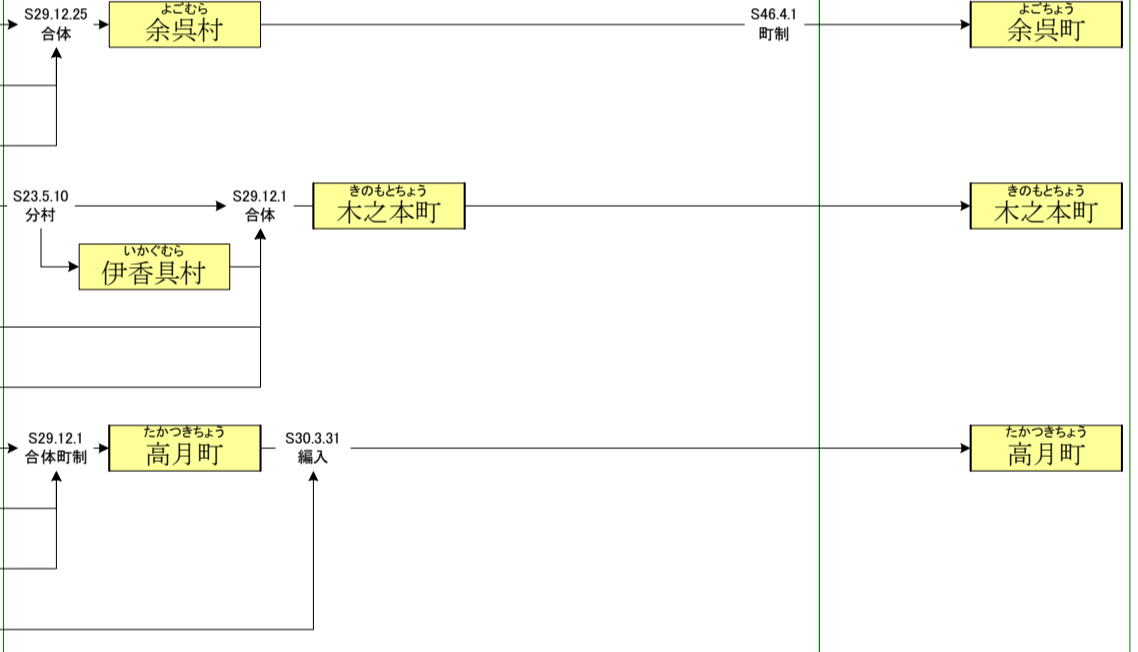 S29.12.25
合体
よごむら
余呉村
S46.4.1
町制
よごちょう
余呉町
S23.5.10
分村
S29.12.1
合体
きのもとちょう
木之本町
きのもとちょう
木之本町
いかぐむら
伊香具村
S29.12.1
合体町制
たかつきちょう
高月町
S30.3.31
編入
たかつきちょう
高月町